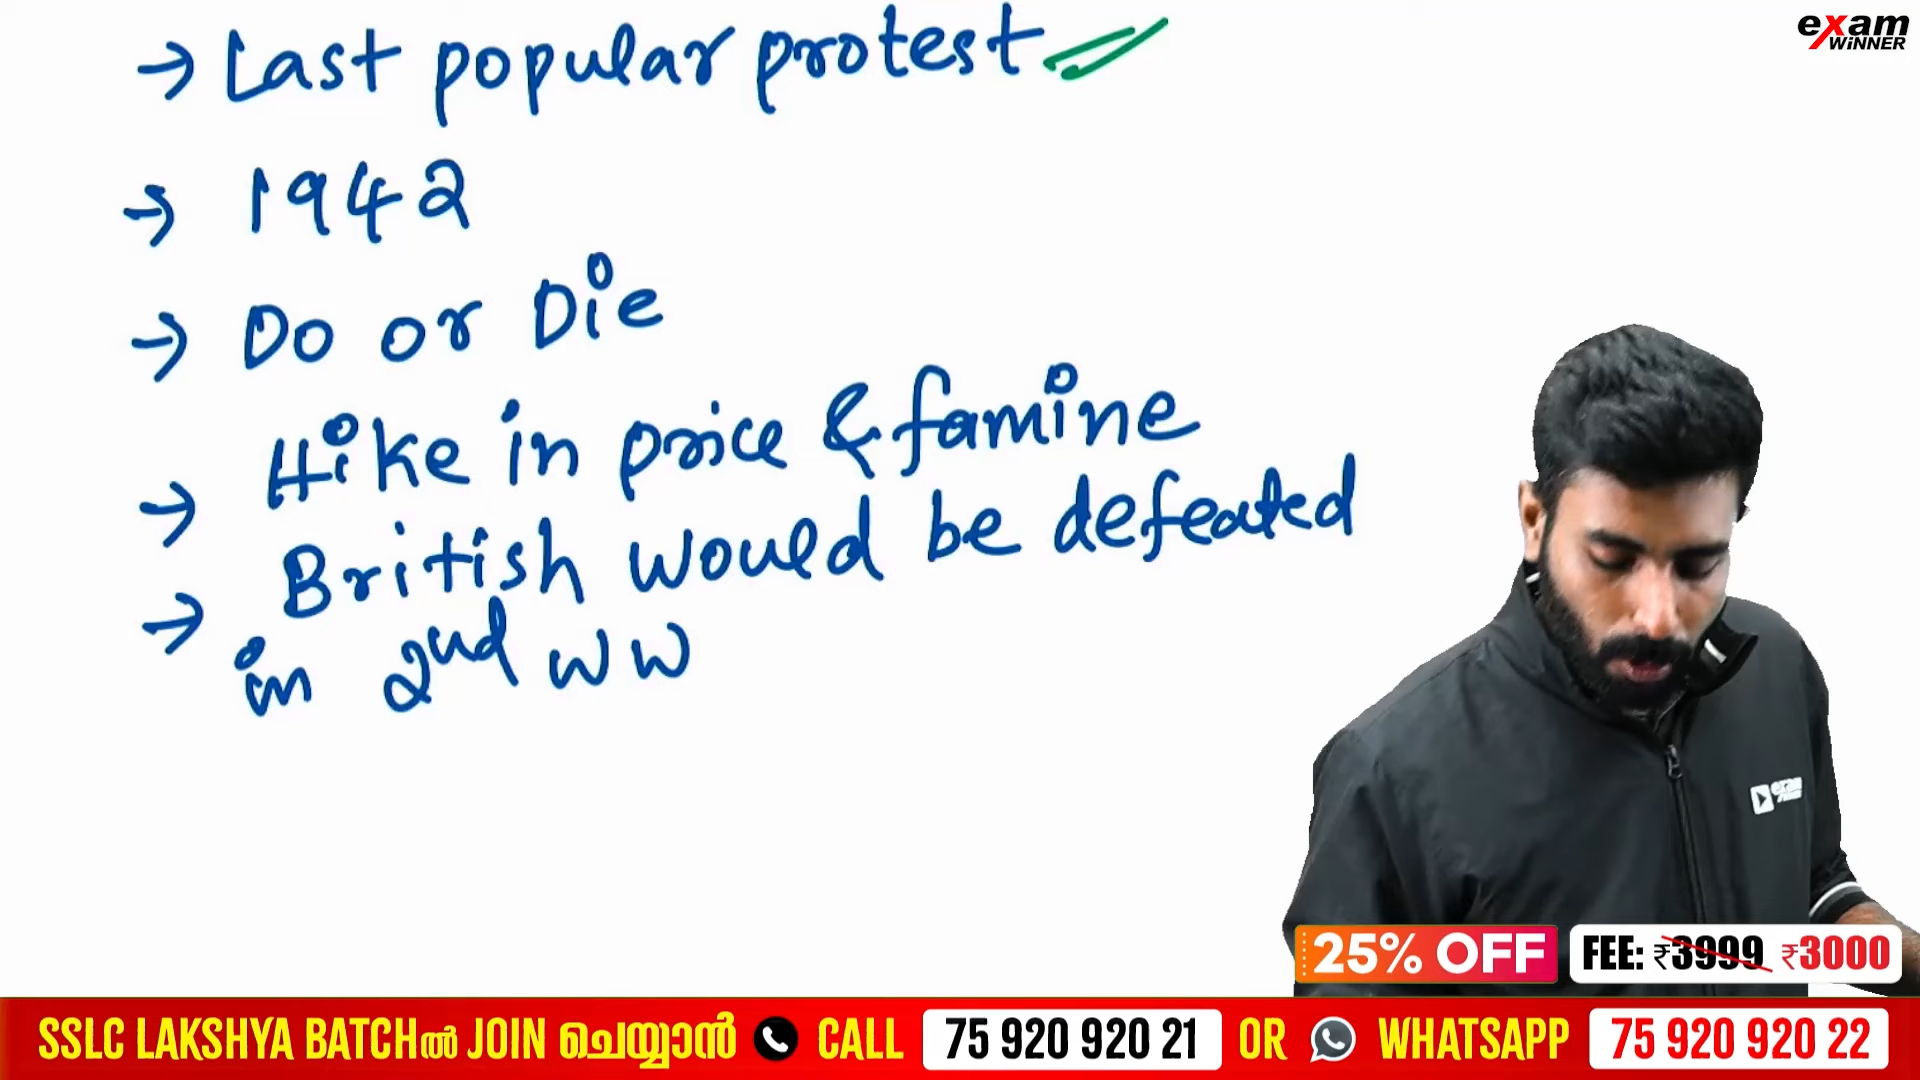 exam
WiNNER
→ Last popular protest
→ 1942
→ Do or Die
→ Hike in price & famine
→ British would be defeated
in 2nd WW
exam
25% OFF
FEE: ₹3999 ₹3000
SSLC LAKSHYA BATCHൽ JOIN ചെയ്യാൻ CALL 75 920 920 21 OR WHATSAPP 75 920 920 22